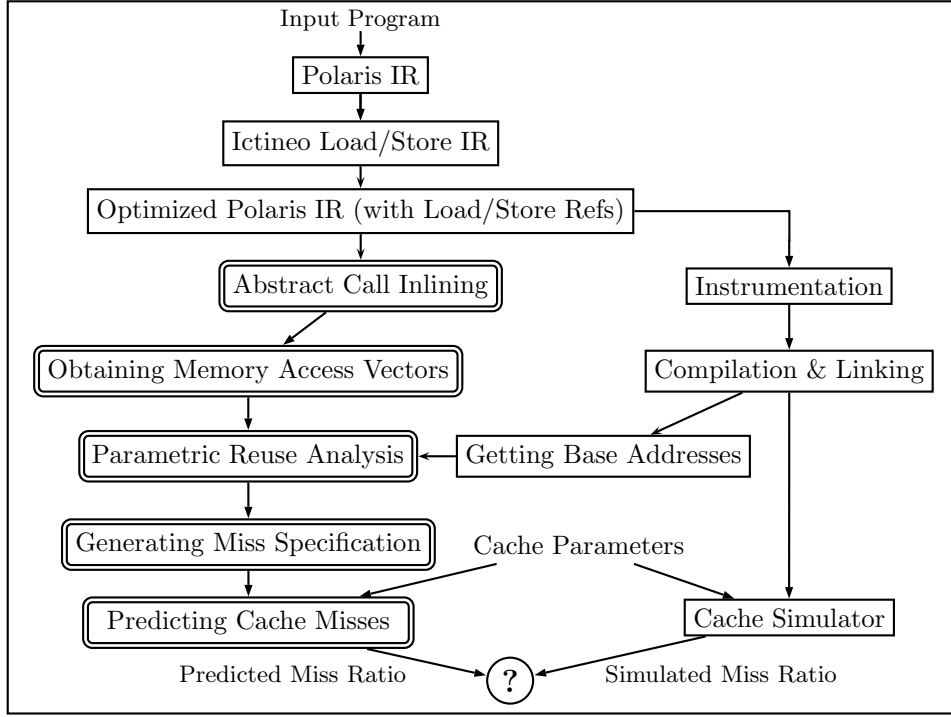 Input Program
Polaris IR
Ictineo Load/Store IR
Optimized Polaris IR (with Load/Store Refs)
Abstract Call Inlining
Instrumentation
Obtaining Memory Access Vectors
Compilation & Linking
Parametric Reuse Analysis
Getting Base Addresses
Generating Miss Specification
Cache Parameters
Predicting Cache Misses
Cache Simulator
Predicted Miss Ratio
?
Simulated Miss Ratio